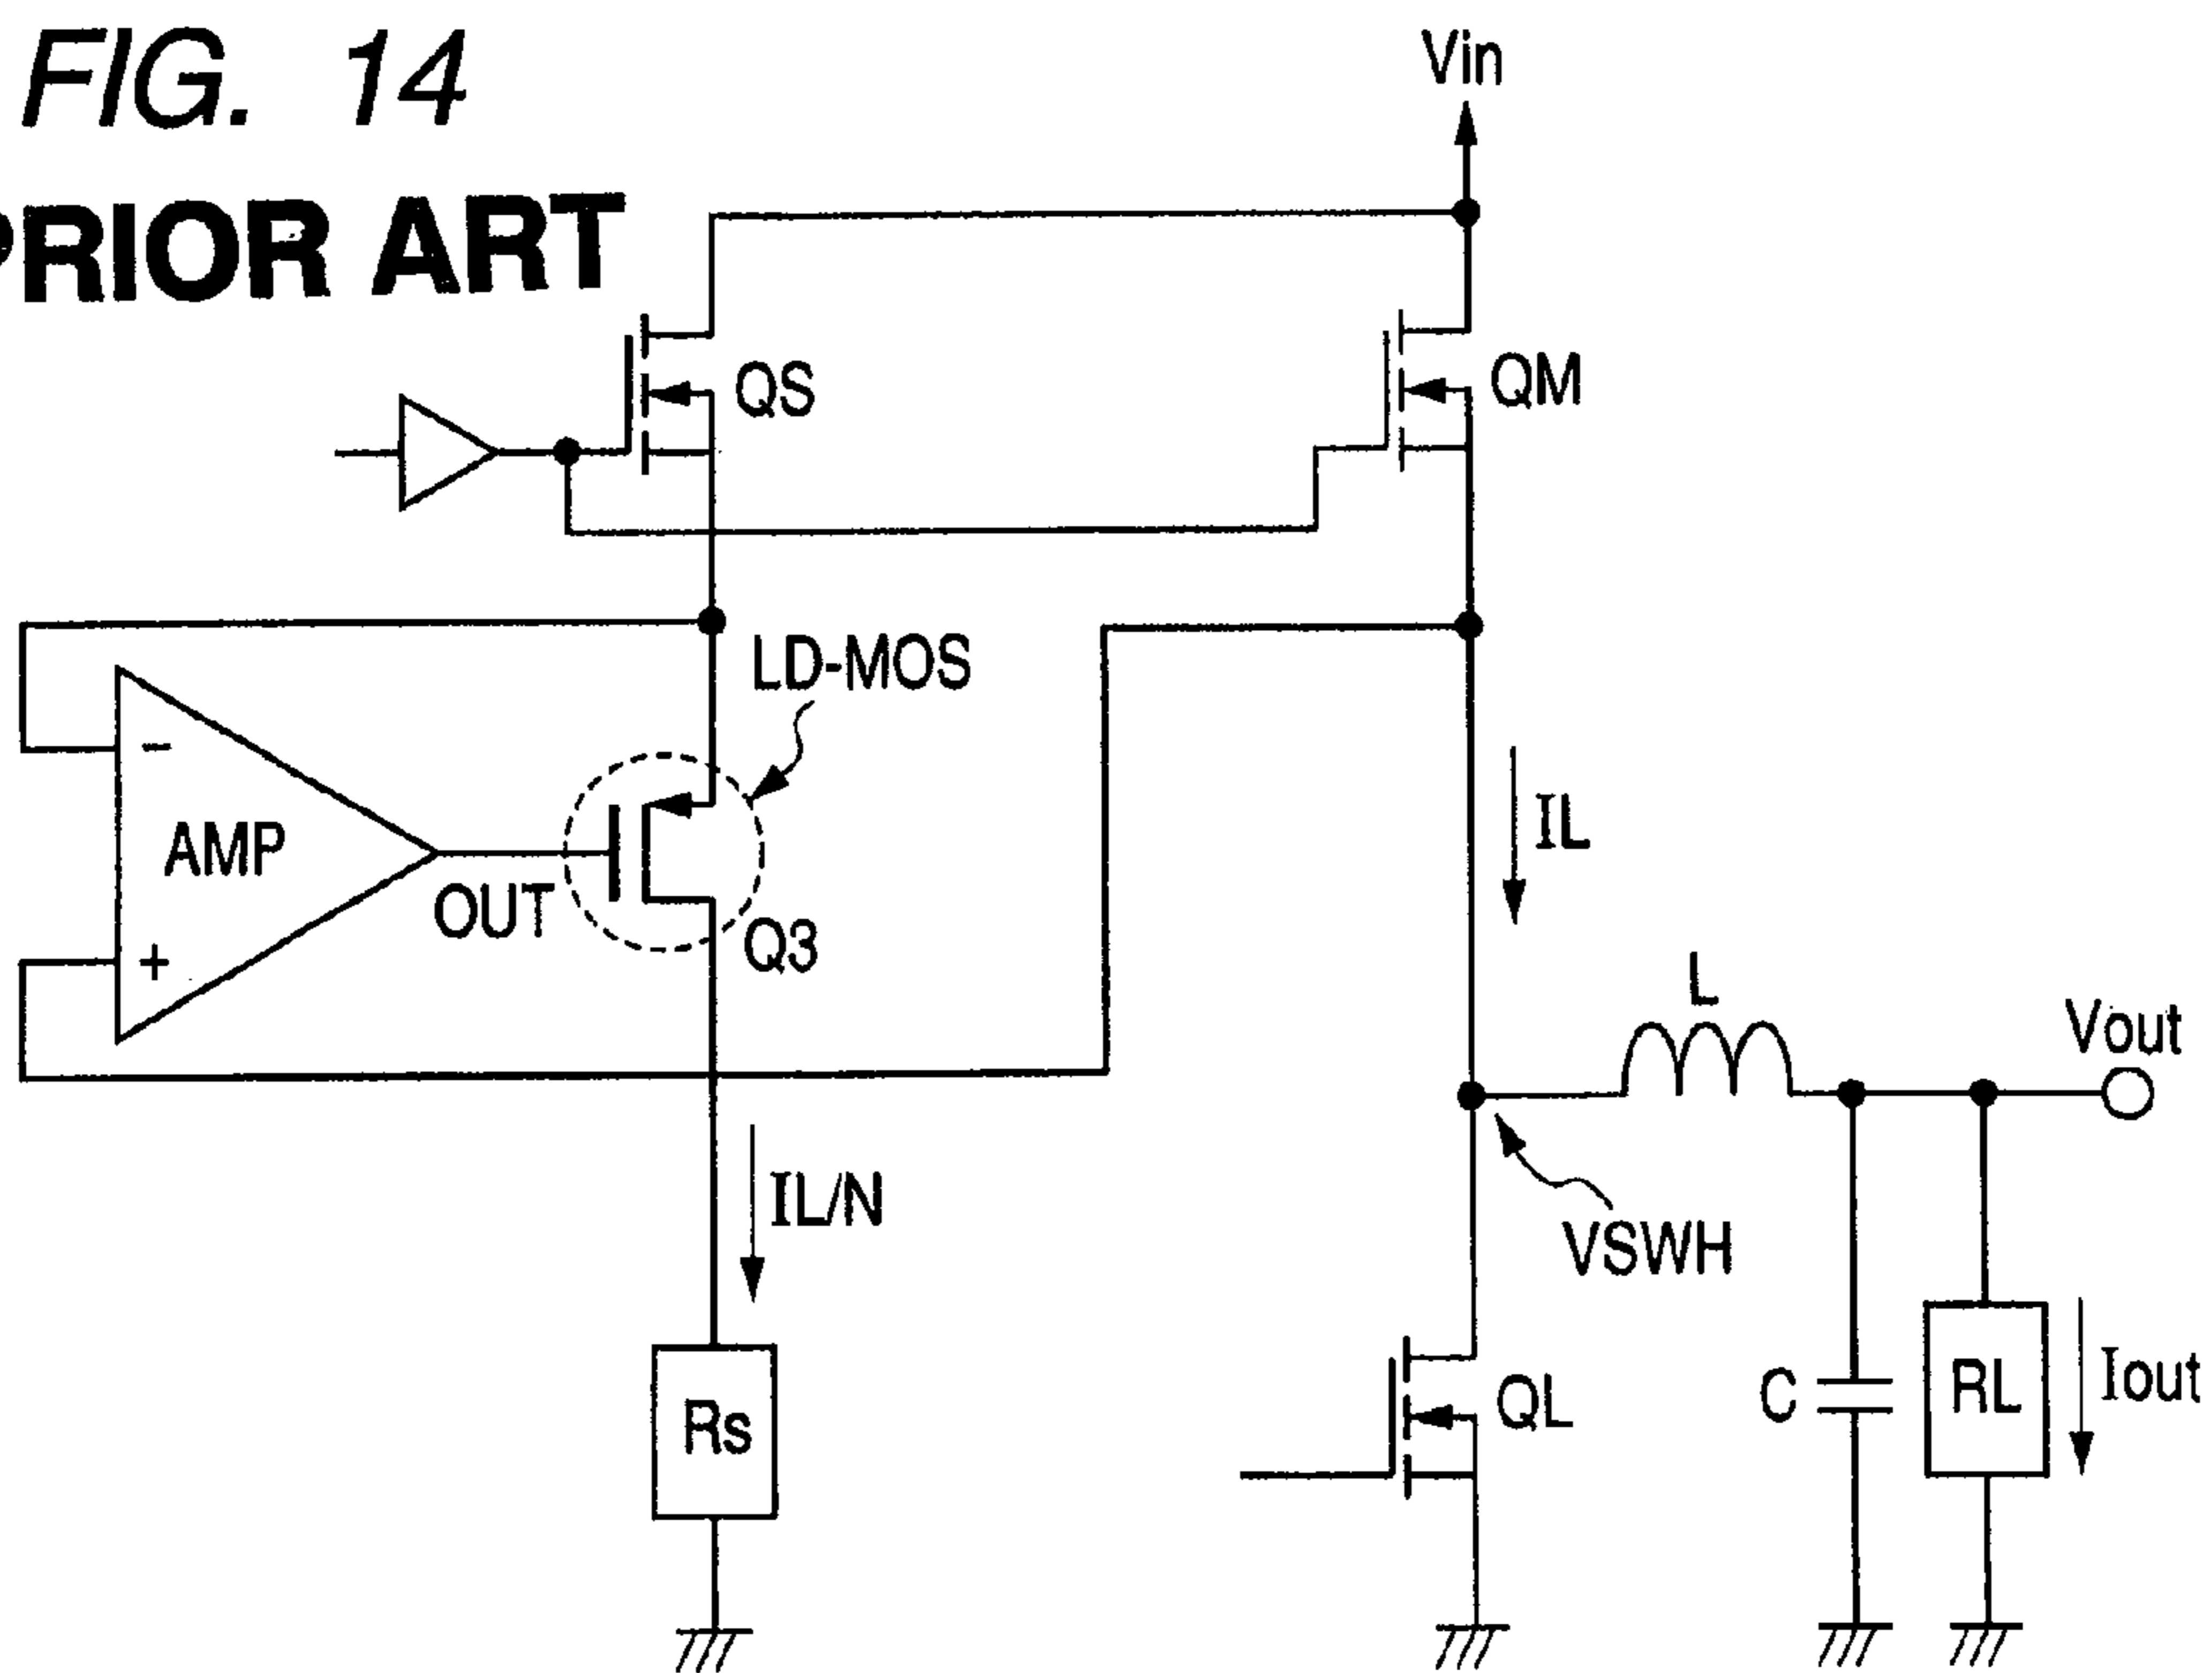 FIG. 14
PRIOR ART
Vin
QS
QM
LD-MOS
−
AMP
OUT
+
Q3
IL
L
Vout
IL/N
VSWH
Rs
QL
C
RL
Iout